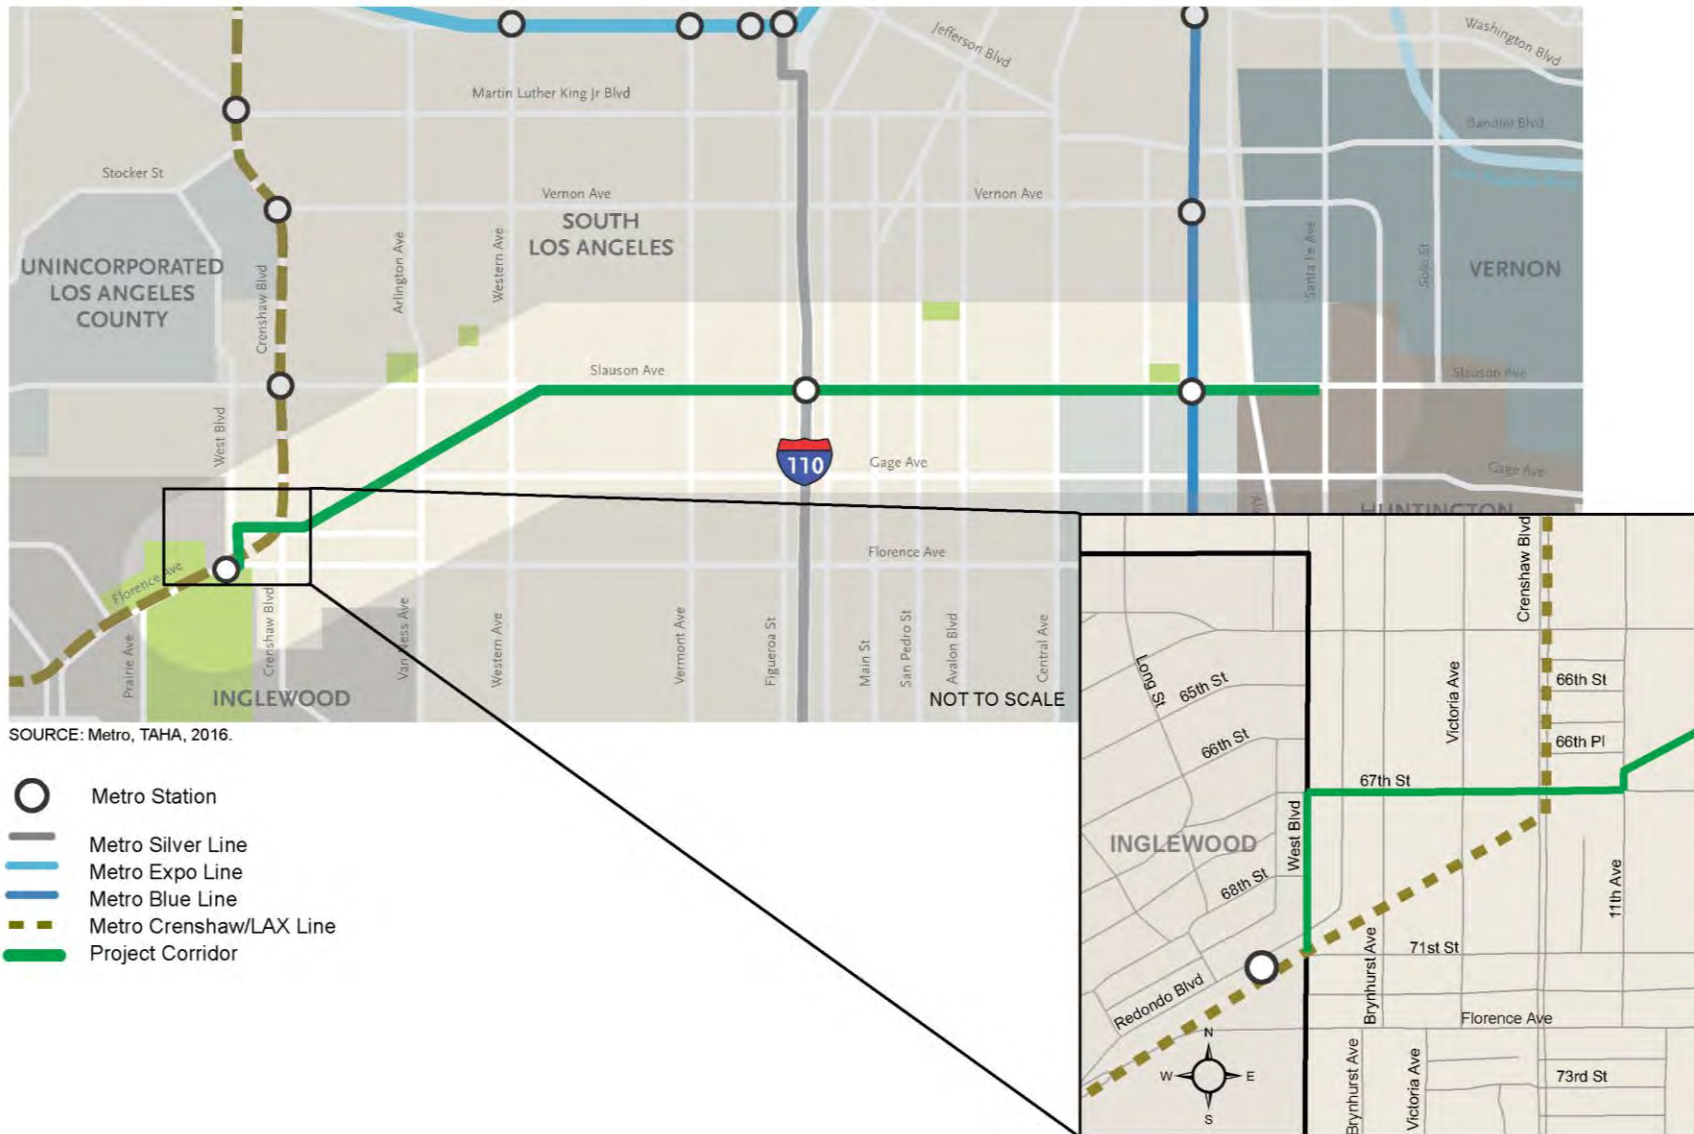 Jefferson Blvd
Washington Blvd
Martin Luther King Jr Blvd
Bandini Blvd
Stocker St
Vernon Ave
Vernon Ave
SOUTH
LOS ANGELES
UNINCORPORATED
LOS ANGELES
COUNTY
Crenshaw Blvd
Arlington Ave
Western Ave
Santa Fe Ave
Soto St
VERNON
Slauson Ave
Slauson Ave
West Blvd
110
Gage Ave
Gage Ave
HUNTINGTON
Florence Ave
Florence Ave
Prairie Ave
Crenshaw Blvd
Van Ness Ave
Western Ave
Vermont Ave
Figueroa St
Main St
San Pedro St
Avalon Blvd
Central Ave
INGLEWOOD
NOT TO SCALE
SOURCE: Metro, TAHA, 2016.
Metro Station
Metro Silver Line
Metro Expo Line
Metro Blue Line
Metro Crenshaw/LAX Line
Project Corridor
Crenshaw Blvd
Long St
65th St
66th St
Victoria Ave
66th St
66th Pl
67th St
INGLEWOOD
West Blvd
68th St
11th Ave
71st St
Brynhurst Ave
Redondo Blvd
Florence Ave
N
W
E
S
Brynhurst Ave
Victoria Ave
73rd St